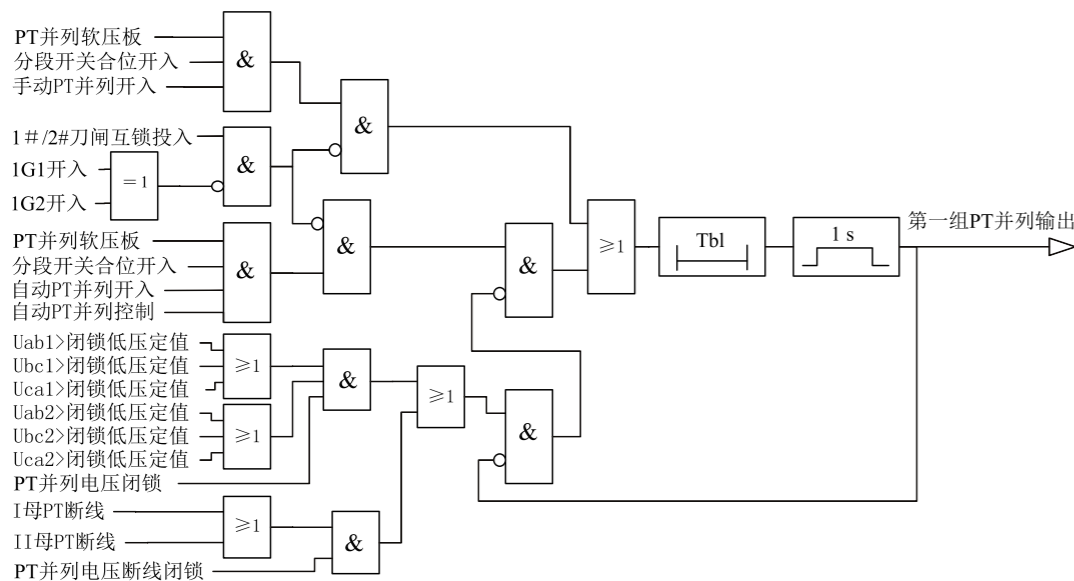 PT并列软压板
分段开关合位开入
手动PT并列开入
&
&
1＃/2#刀闸互锁投入
1G1开入
1G2开入
=1
&
PT并列软压板
分段开关合位开入
自动PT并列开入
自动PT并列控制
&
&
&
≥1
Tbl
1 s
第一组PT并列输出
Uab1>闭锁低压定值
Ubc1>闭锁低压定值
Uca1>闭锁低压定值
≥1
Uab2>闭锁低压定值
Ubc2>闭锁低压定值
Uca2>闭锁低压定值
≥1
&
≥1
&
PT并列电压闭锁
I母PT断线
II母PT断线
≥1
&
PT并列电压断线闭锁